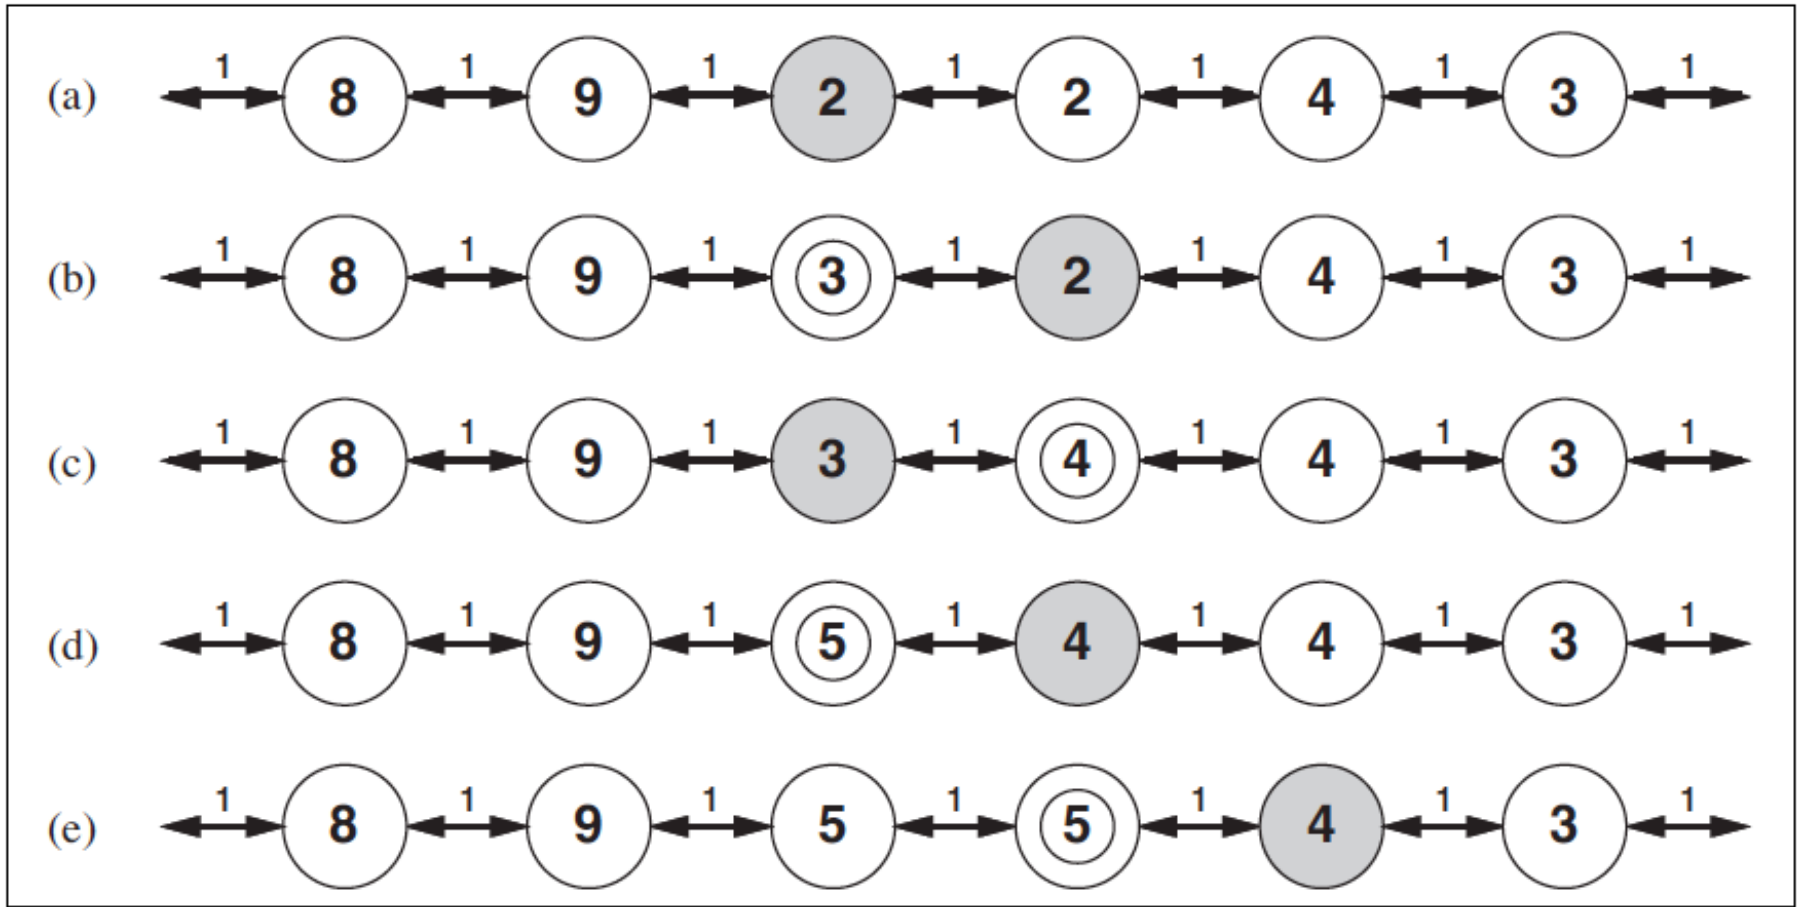 1 1 1 1 1 1 1
(a) 8 9 2 2 4 3
1 1 1 1 1 1 1
(b) 8 9 3 2 4 3
1 1 1 1 1 1 1
(c) 8 9 3 4 4 3
1 1 1 1 1 1 1
(d) 8 9 5 4 4 3
1 1 1 1 1 1 1
(e) 8 9 5 5 4 3